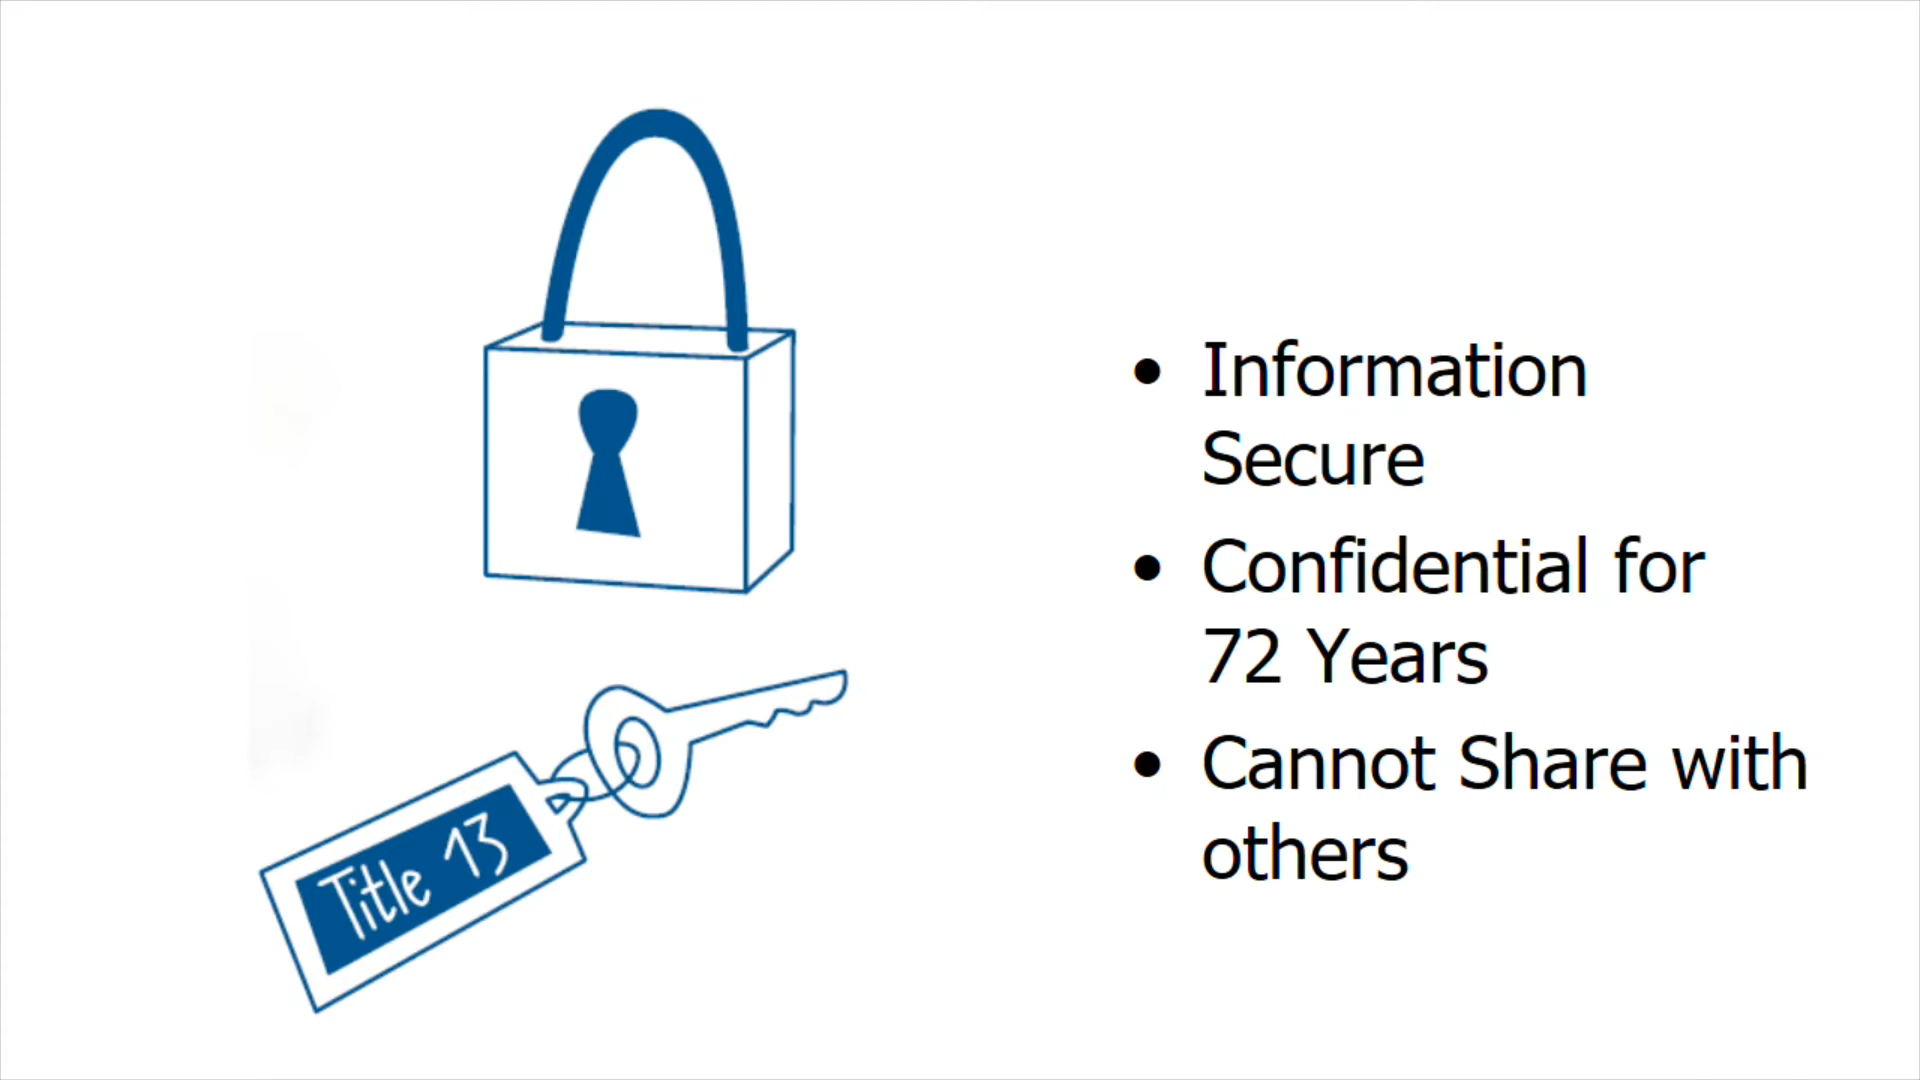 Title 13
• Information
Secure
• Confidential for
72 Years
• Cannot Share with
others